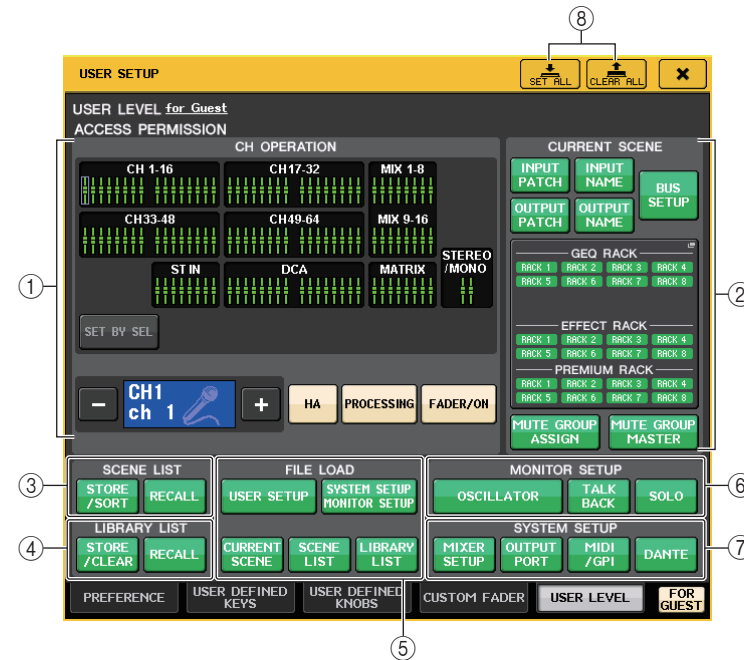 ⑧
USER SETUP
SET ALL
CLEAR ALL
USER LEVEL for Guest
ACCESS PERMISSION
CH OPERATION
CH 1-16
CH17-32
MIX 1-8
CH33-48
CH49-64
MIX 9-16
ST IN
DCA
MATRIX
STEREO
/MONO
SET BY SEL
①
CH1
ch 1
HA
PROCESSING
FADER/ON
CURRENT SCENE
INPUT
PATCH
INPUT
NAME
BUS
SETUP
OUTPUT
PATCH
OUTPUT
NAME
GEQ RACK
RACK 1 RACK 2 RACK 3 RACK 4
RACK 5 RACK 6 RACK 7 RACK 8
EFFECT RACK
RACK 1 RACK 2 RACK 3 RACK 4
RACK 5 RACK 6 RACK 7 RACK 8
PREMIUM RACK
RACK 1 RACK 2 RACK 3 RACK 4
RACK 5 RACK 6 RACK 7 RACK 8
MUTE GROUP
ASSIGN
MUTE GROUP
MASTER
②
③
SCENE LIST
STORE
/SORT
RECALL
④
LIBRARY LIST
STORE
/CLEAR
RECALL
FILE LOAD
USER SETUP
SYSTEM SETUP
MONITOR SETUP
CURRENT
SCENE
SCENE
LIST
LIBRARY
LIST
MONITOR SETUP
OSCILLATOR
TALK
BACK
SOLO
⑥
SYSTEM SETUP
MIXER
SETUP
OUTPUT
PORT
MIDI
/GPI
DANTE
⑦
PREFERENCE
USER DEFINED
KEYS
USER DEFINED
KNOBS
CUSTOM FADER
USER LEVEL
FOR
GUEST
⑤